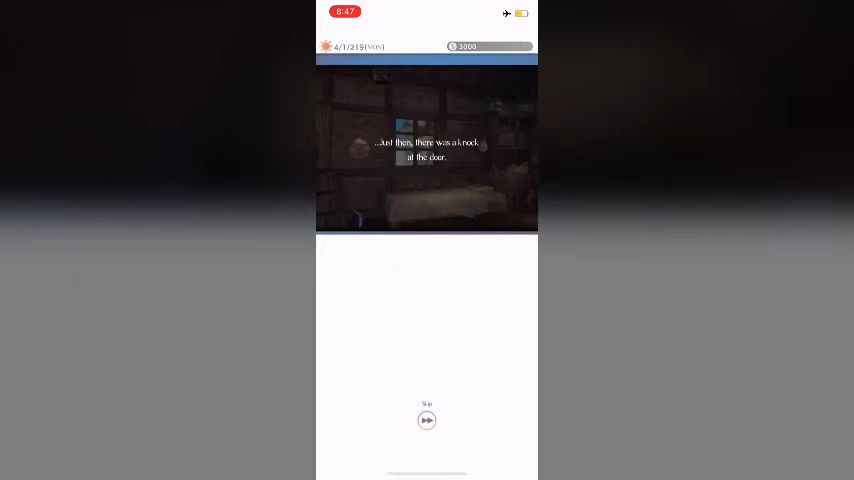 8:47
4/1/219(MON)
3000
...Just then, there was a knock
at the door.
Skip